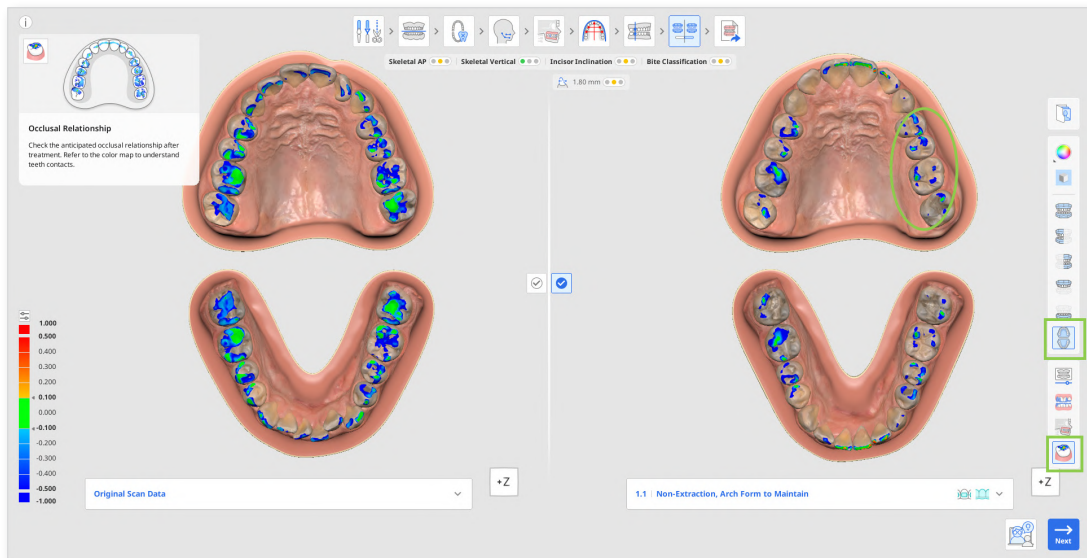 i
Skeletal AP Skeletal Vertical Incisor Inclination Bite Classification
1.80 mm
Occlusal Relationship
Check the anticipated occlusal relationship after
treatment. Refer to the color map to understand
teeth contacts.
1.000
0.500
0.400
0.300
0.200
0.100
0.000
-0.100
-0.200
-0.300
-0.400
-0.500
-1.000
Original Scan Data
+Z
1.1 | Non-Extraction, Arch Form to Maintain
+Z
Next